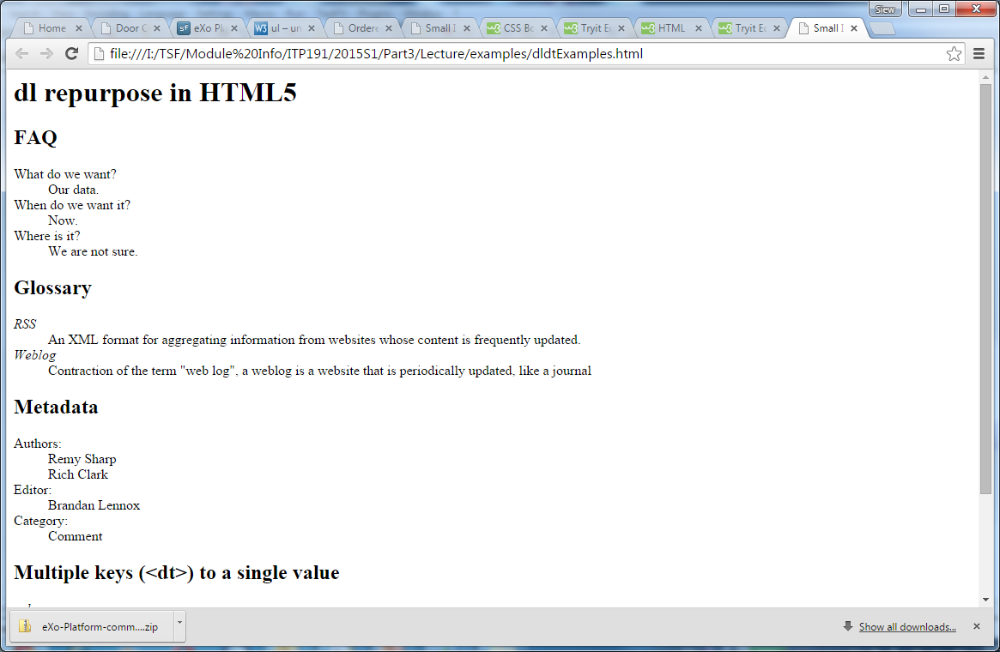 Siew
Home
Door C
eXo Pl
ul – un
Ordere
Small I
CSS Bo
Tryit Ed
HTML
Tryit Ed
Small I
file:///I:/TSF/Module%20Info/ITP191/2015S1/Part3/Lecture/examples/dldtExamples.html
dl repurpose in HTML5
FAQ
What do we want?
Our data.
When do we want it?
Now.
Where is it?
We are not sure.
Glossary
RSS
An XML format for aggregating information from websites whose content is frequently updated.
Weblog
Contraction of the term "web log", a weblog is a website that is periodically updated, like a journal
Metadata
Authors:
Remy Sharp
Rich Clark
Editor:
Brandan Lennox
Category:
Comment
Multiple keys (<dt>) to a single value
eXo-Platform-comm....zip
Show all downloads...